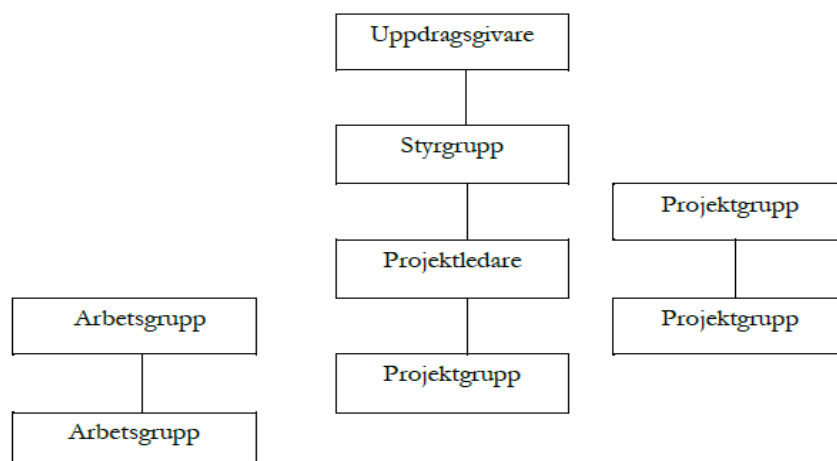 Uppdragsgivare
Styrgrupp
Projektgrupp
Projektledare
Arbetsgrupp
Projektgrupp
Projektgrupp
Arbetsgrupp